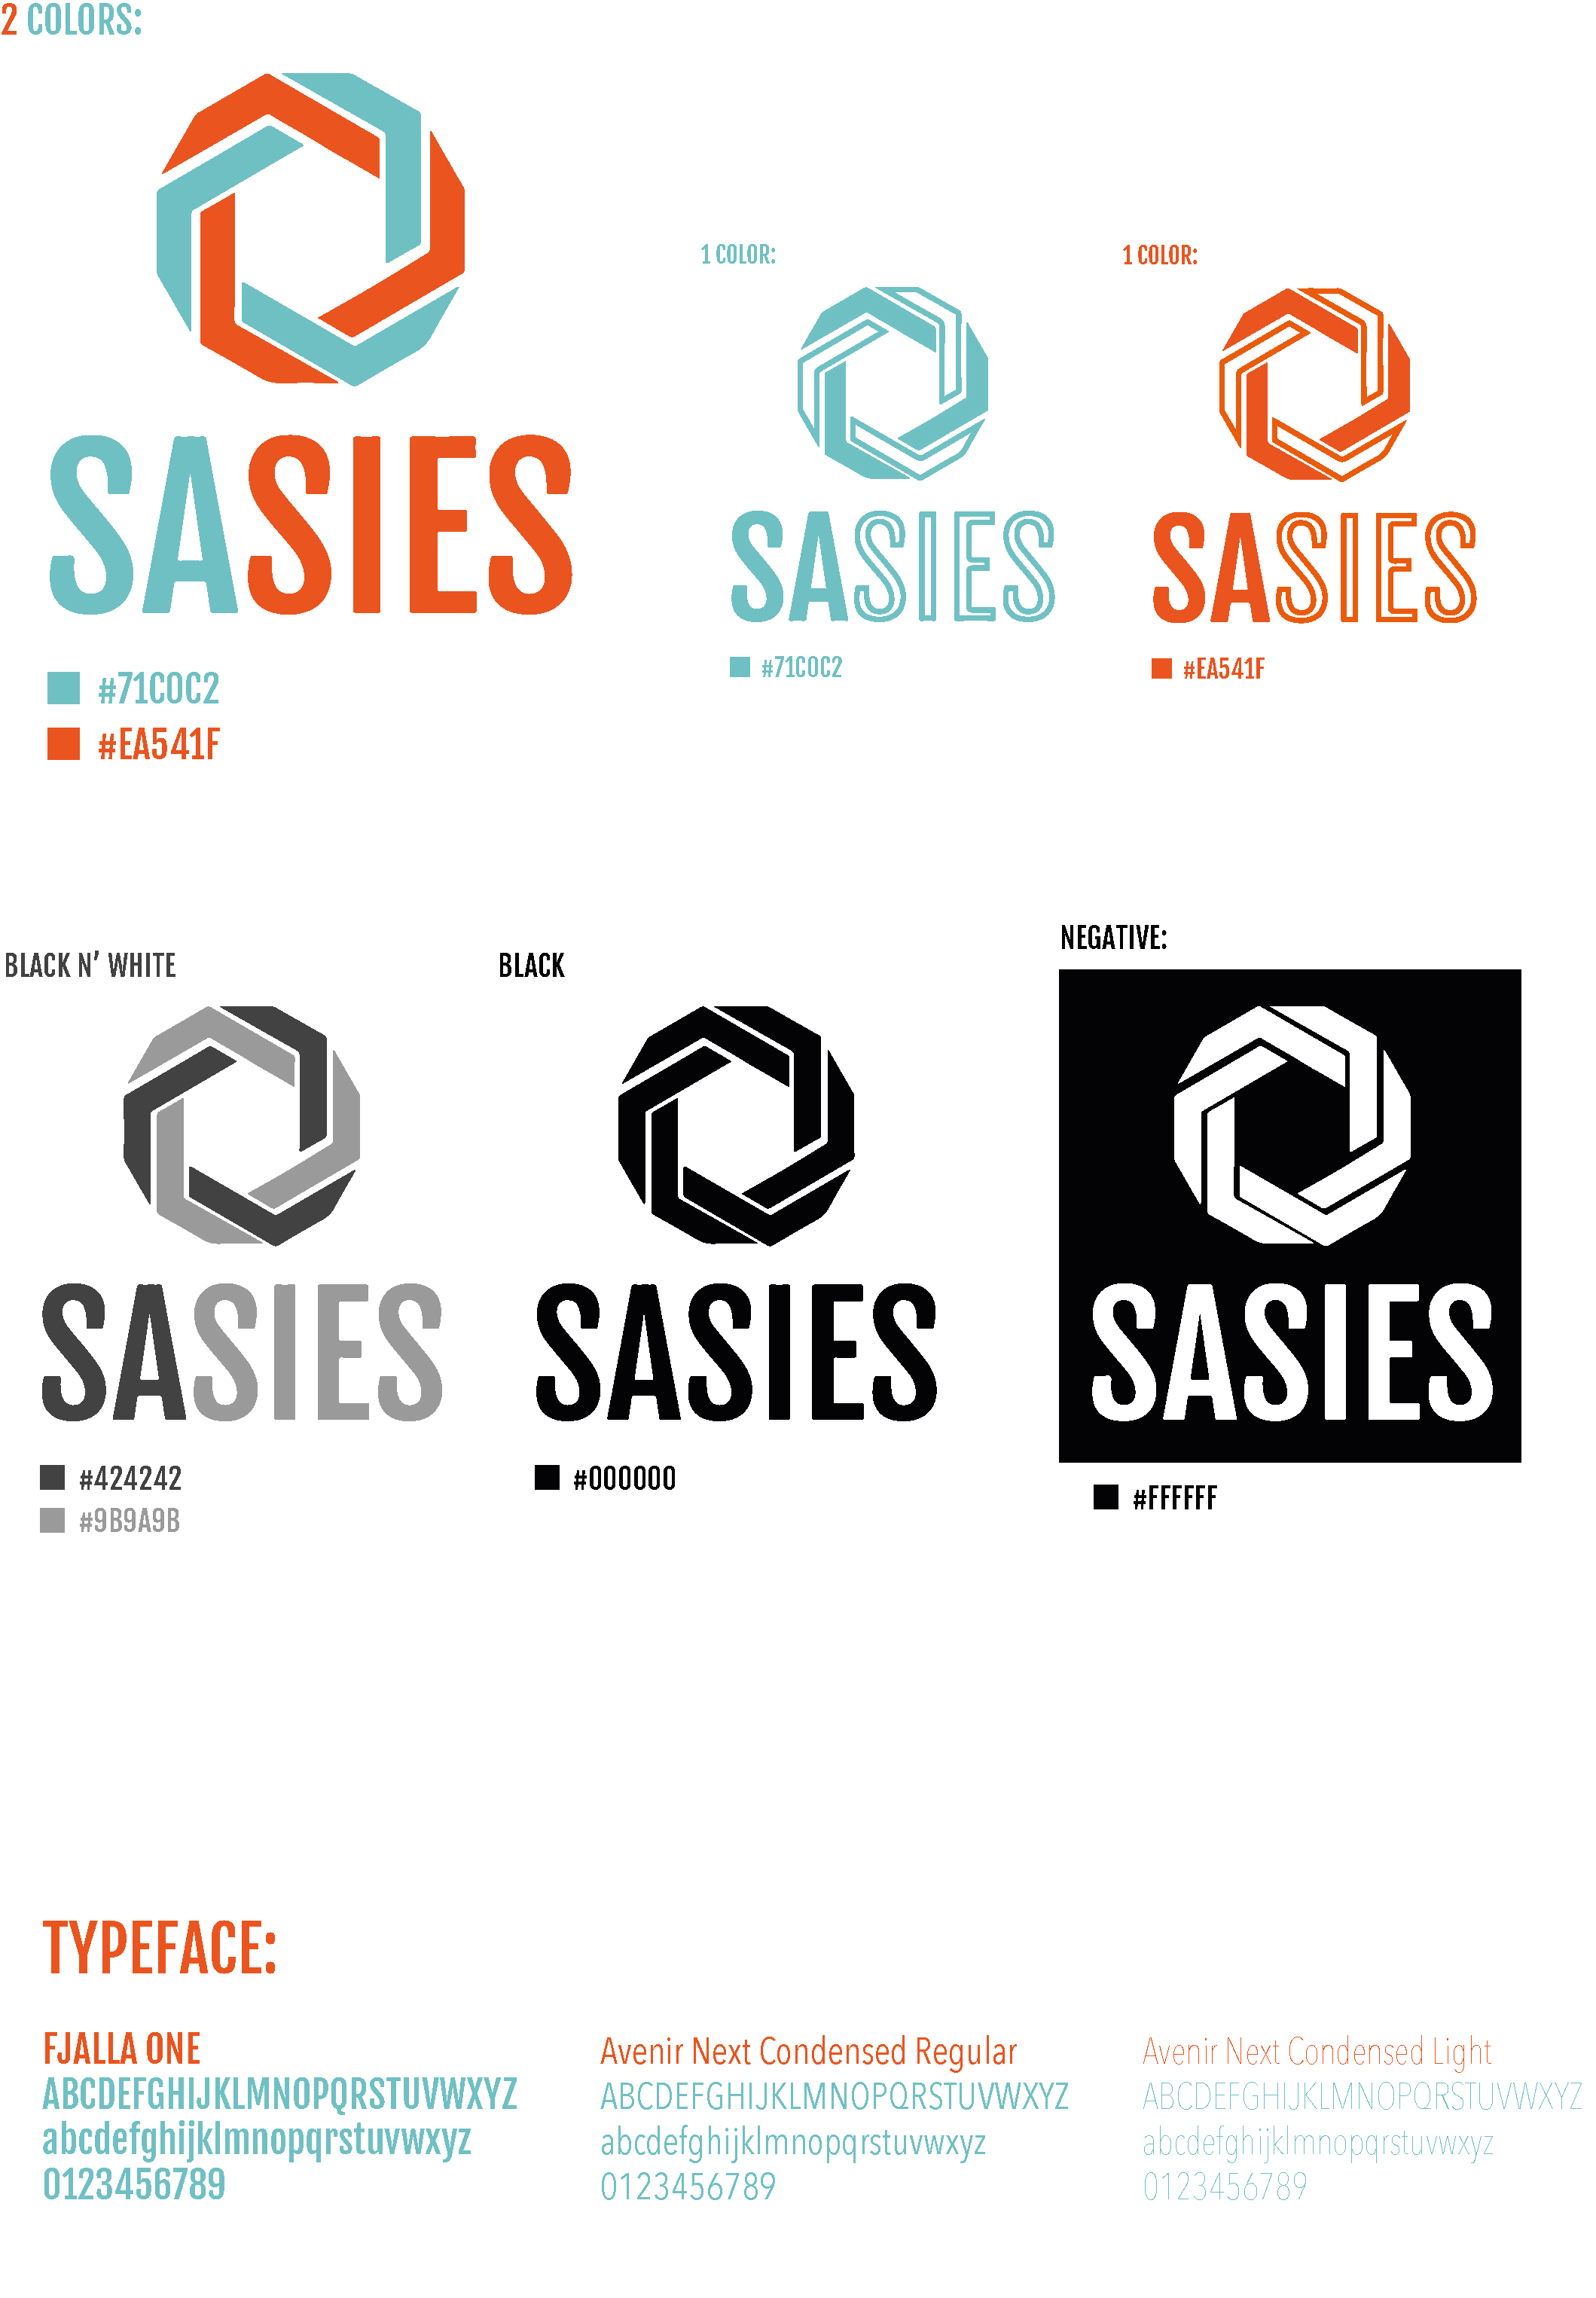 2 COLORS:
SASIES
#71C0C2
#EA541F
1 COLOR:
SASIES
#71C0C2
1 COLOR:
SASIES
#EA541F
BLACK N’ WHITE
SASIES
#424242
#9B9A9B
BLACK
SASIES
#000000
NEGATIVE:
SASIES
#FFFFFF
TYPEFACE:
FJALLA ONE
ABCDEFGHIJKLMNOPQRSTUVWXYZ
abcdefghijklmnopqrstuvwxyz
0123456789
Avenir Next Condensed Regular
ABCDEFGHIJKLMNOPQRSTUVWXYZ
abcdefghijklmnopqrstuvwxyz
0123456789
Avenir Next Condensed Light
ABCDEFGHIJKLMNOPQRSTUVWXYZ
abcdefghijklmnopqrstuvwxyz
0123456789